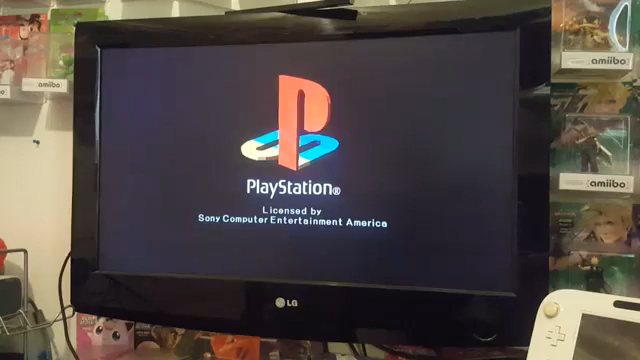 amiibo
amiibo
PlayStation®
Licensed by
Sony Computer Entertainment America
amiibo
LG